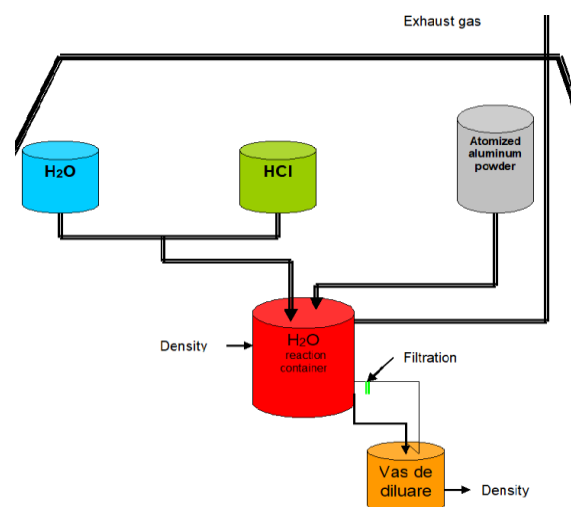 Exhaust gas
H2O
HCl
Atomized
aluminum
powder
H2O
reaction
container
Density
Filtration
Vas de
diluare
Density